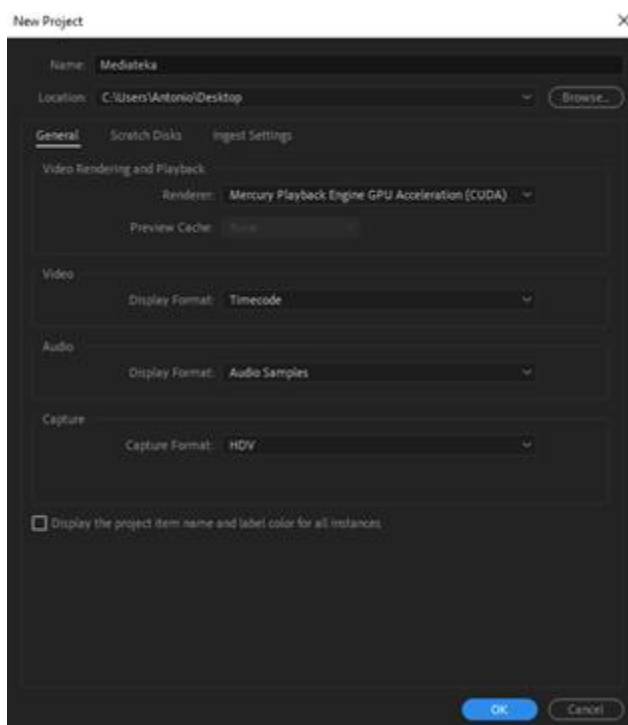 New Project
Name: Mediateka
Location: C:\Users\Antonio\Desktop Browse...
General Scratch Disks Ingest Settings
Video Rendering and Playback
Renderer: Mercury Playback Engine GPU Acceleration (CUDA)
Preview Cache: None
Video
Display Format: Timecode
Audio
Display Format: Audio Samples
Capture
Capture Format: HDV
Display the project item name and label color for all instances
OK Cancel